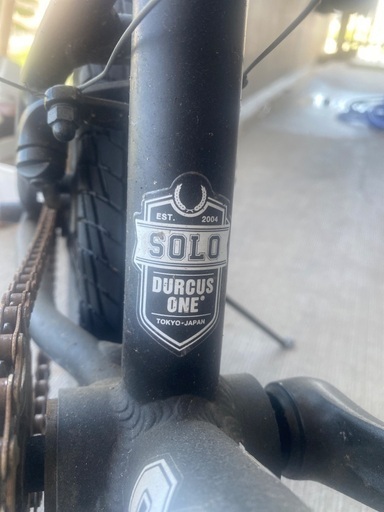 EST. 2004
SOLO
DURCUS
ONE®
TOKYO-JAPAN